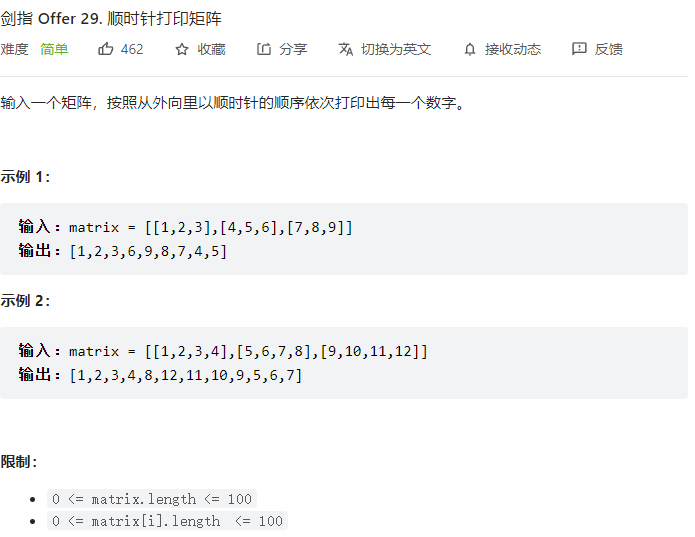 剑指 Offer 29. 顺时针打印矩阵
难度 简单 462 收藏 分享 切换为英文 接收动态 反馈
输入一个矩阵，按照从外向里以顺时针的顺序依次打印出每一个数字。
示例 1：
输入：matrix = [[1,2,3],[4,5,6],[7,8,9]]
输出：[1,2,3,6,9,8,7,4,5]
示例 2：
输入：matrix = [[1,2,3,4],[5,6,7,8],[9,10,11,12]]
输出：[1,2,3,4,8,12,11,10,9,5,6,7]
限制：
0 <= matrix.length <= 100
0 <= matrix[i].length <= 100